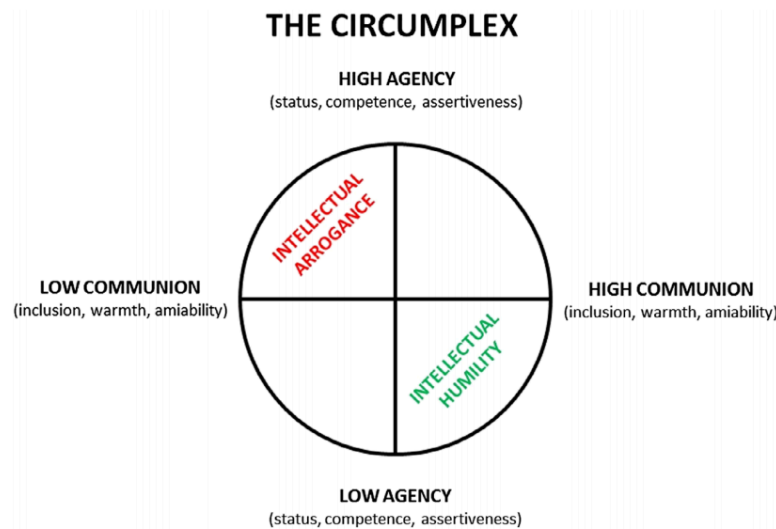 THE CIRCUMPLEX
HIGH AGENCY
(status, competence, assertiveness)
INTELLECTUAL
ARROGANCE
LOW COMMUNION
(inclusion, warmth, amiability)
HIGH COMMUNION
(inclusion, warmth, amiability)
INTELLECTUAL
HUMILITY
LOW AGENCY
(status, competence, assertiveness)